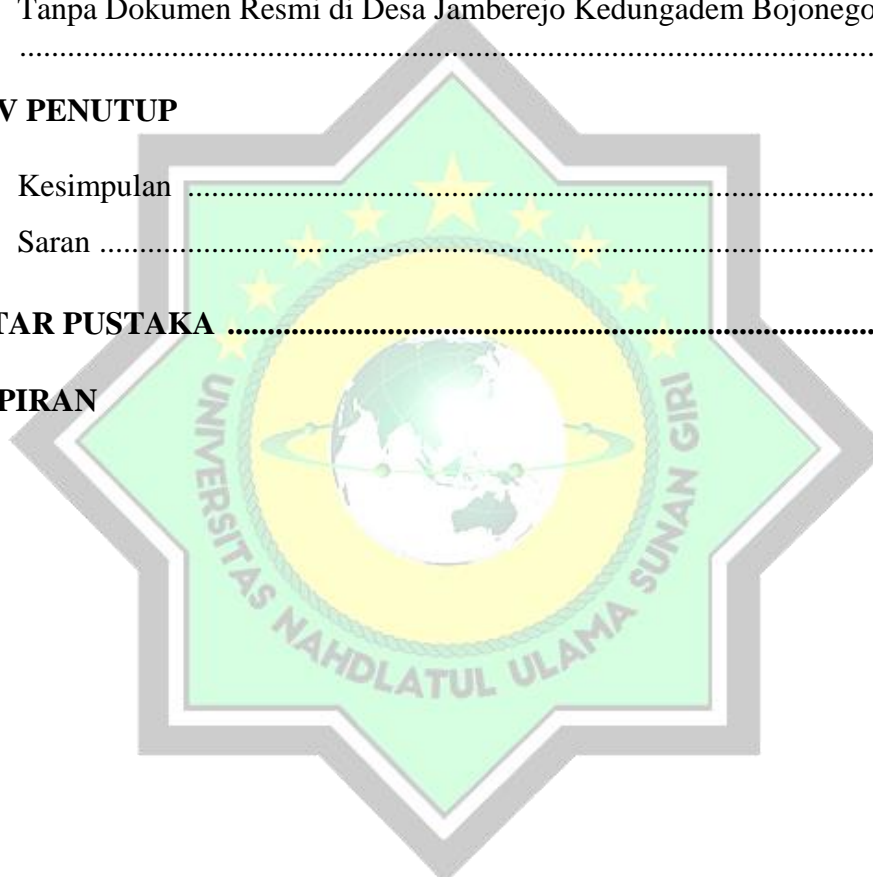 Tanpa Dokumen Resmi di Desa Jamberejo Kedungadem Bojonego
....................................................................................................
V PENUTUP
Kesimpulan ....................................................................................
Saran ..............................................................................................
TAR PUSTAKA ............................................................................
PIRAN
UNIVERSITAS NAHDLATUL ULAMA SUNAN GIRI